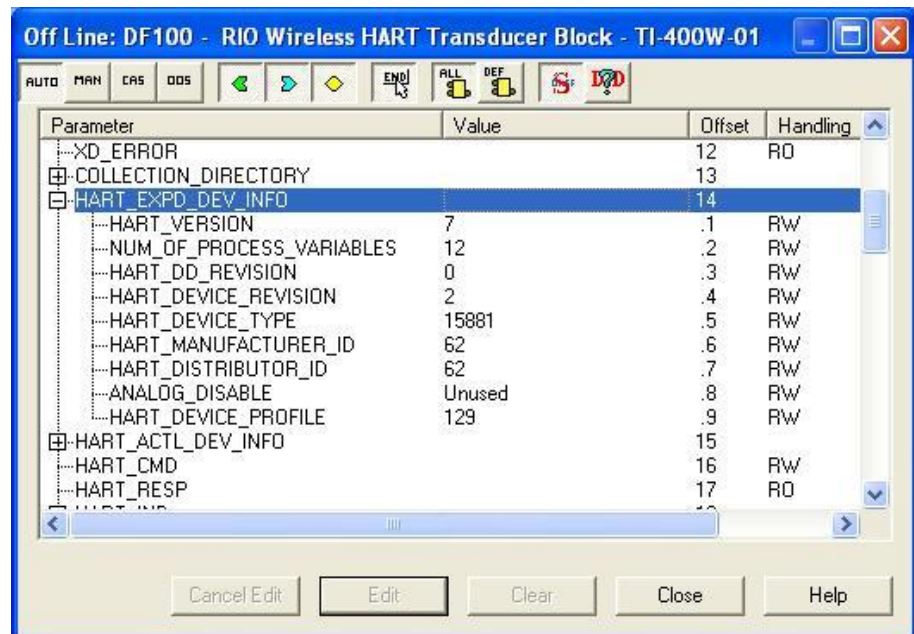 Off Line: DF100 - RIO Wireless HART Transducer Block - TI-400W-01
AUTO MAN CAS OOS END ALL DEF
Parameter Value Offset Handling
XD_ERROR 12 RO
COLLECTION_DIRECTORY 13
HART_EXPD_DEV_INFO 14
HART_VERSION 7 .1 RW
NUM_OF_PROCESS_VARIABLES 12 .2 RW
HART_DD_REVISION 0 .3 RW
HART_DEVICE_REVISION 2 .4 RW
HART_DEVICE_TYPE 15881 .5 RW
HART_MANUFACTURER_ID 62 .6 RW
HART_DISTRIBUTOR_ID 62 .7 RW
ANALOG_DISABLE Unused .8 RW
HART_DEVICE_PROFILE 129 .9 RW
HART_ACTL_DEV_INFO 15
HART_CMD 16 RW
HART_RESP 17 RO
Cancel Edit Edit Clear Close Help